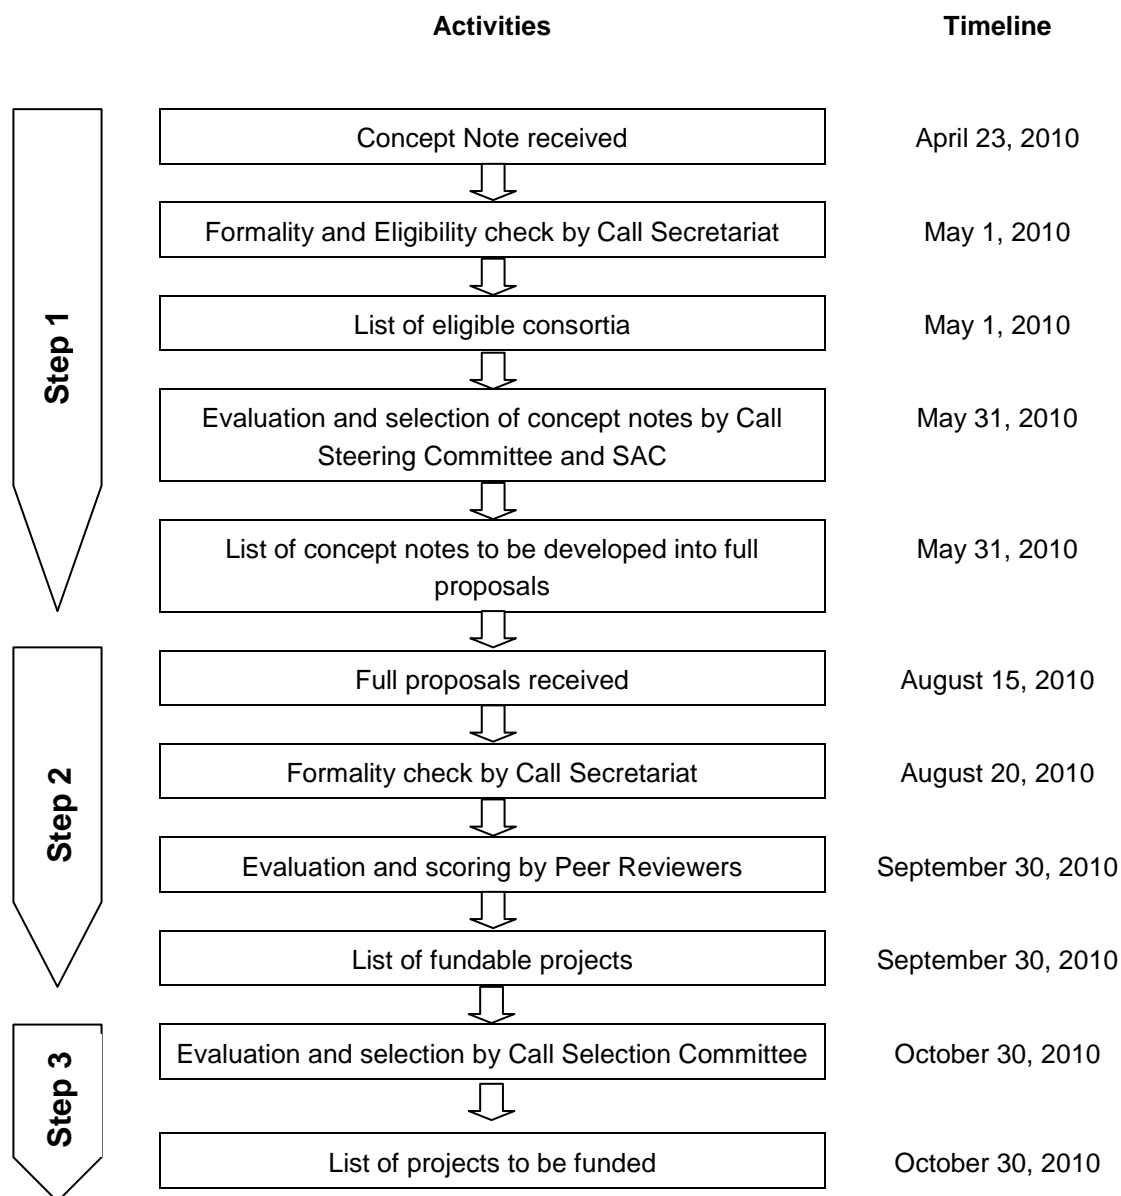 Activities Timeline
Step 1
Concept Note received April 23, 2010
Formality and Eligibility check by Call Secretariat May 1, 2010
List of eligible consortia May 1, 2010
Evaluation and selection of concept notes by Call May 31, 2010
Steering Committee and SAC
List of concept notes to be developed into full May 31, 2010
proposals
Step 2
Full proposals received August 15, 2010
Formality check by Call Secretariat August 20, 2010
Evaluation and scoring by Peer Reviewers September 30, 2010
List of fundable projects September 30, 2010
Step 3
Evaluation and selection by Call Selection Committee October 30, 2010
List of projects to be funded October 30, 2010